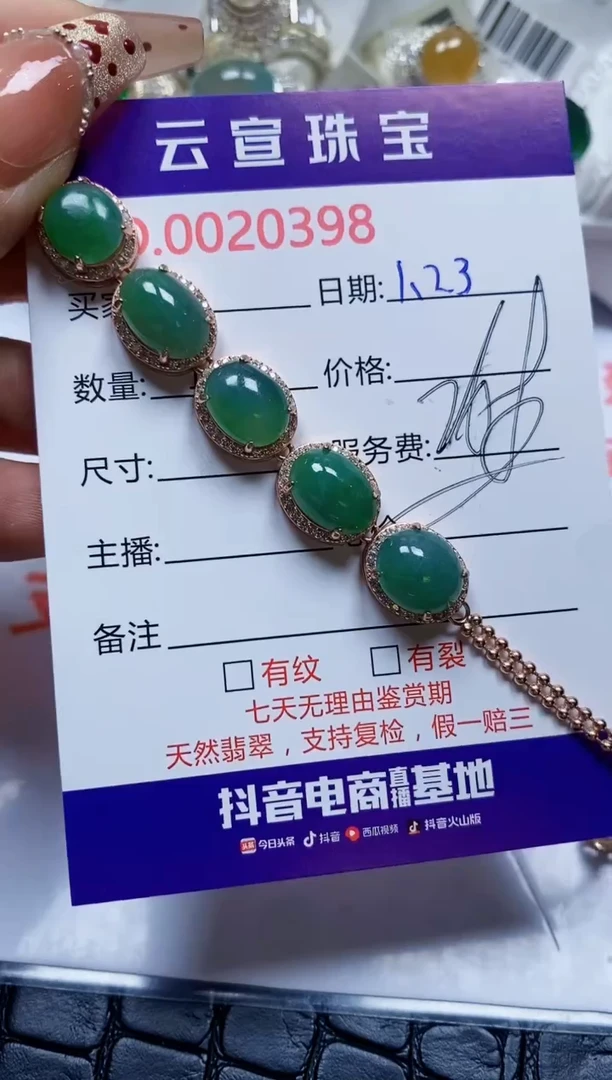 云宣珠宝
0.0020398
买家 日期: 1.23
数量: 价格:
尺寸: 服务费:
主播:
备注
□有纹 □有裂
七天无理由鉴赏期
天然翡翠，支持复检，假一赔三
抖音电商直播基地
头条 今日头条 抖音 西瓜视频 抖音火山版